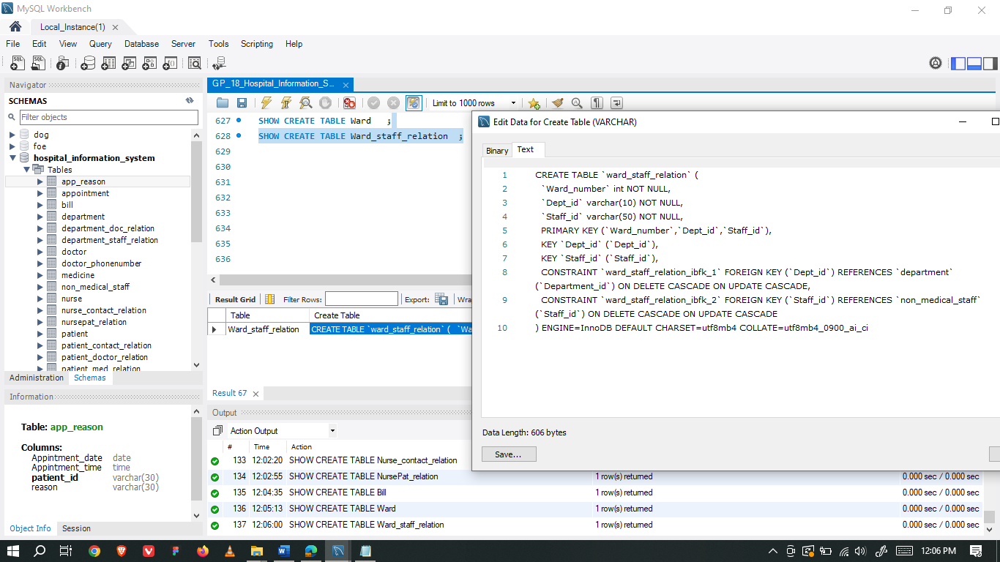 MySQL Workbench
Local_Instance(1)
File Edit View Query Database Server Tools Scripting Help
Navigator
SCHEMAS
Filter objects
dog
foe
hospital_information_system
Tables
app_reason
appointment
bill
department
department_doc_relation
department_staff_relation
doctor
doctor_phonenumber
medicine
non_medical_staff
nurse
nurse_contact_relation
nursepat_relation
patient
patient_contact_relation
patient_doctor_relation
patient_med_relation
Administration Schemas
Information
Table: app_reason
Columns:
Appintment_date date
Appintment_time time
patient_id varchar(30)
reason varchar(30)
Object Info Session
GP_18_Hospital_Information_S...
Limit to 1000 rows
627 SHOW CREATE TABLE Ward ;
628 SHOW CREATE TABLE Ward_staff_relation ;
629
630
631
632
633
634
635
636
Result Grid Filter Rows: Export:
Table Create Table
Ward_staff_relation CREATE TABLE `ward_staff_relation` ( `Wa
Result 67
Output
Action Output
# Time Action
133 12:02:20 SHOW CREATE TABLE Nurse_contact_relation
134 12:02:55 SHOW CREATE TABLE NursePat_relation 1 row(s) returned 0.000 sec / 0.000 sec
135 12:04:35 SHOW CREATE TABLE Bill 1 row(s) returned 0.000 sec / 0.000 sec
136 12:05:13 SHOW CREATE TABLE Ward 1 row(s) returned 0.000 sec / 0.000 sec
137 12:06:00 SHOW CREATE TABLE Ward_staff_relation 1 row(s) returned 0.000 sec / 0.000 sec
Edit Data for Create Table (VARCHAR)
Binary Text
1 CREATE TABLE `ward_staff_relation` (
2 `Ward_number` int NOT NULL,
3 `Dept_id` varchar(10) NOT NULL,
4 `Staff_id` varchar(50) NOT NULL,
5 PRIMARY KEY (`Ward_number`,`Dept_id`,`Staff_id`),
6 KEY `Dept_id` (`Dept_id`),
7 KEY `Staff_id` (`Staff_id`),
8 CONSTRAINT `ward_staff_relation_ibfk_1` FOREIGN KEY (`Dept_id`) REFERENCES `department`
(`Department_id`) ON DELETE CASCADE ON UPDATE CASCADE,
9 CONSTRAINT `ward_staff_relation_ibfk_2` FOREIGN KEY (`Staff_id`) REFERENCES `non_medical_staff`
(`Staff_id`) ON DELETE CASCADE ON UPDATE CASCADE
10 ) ENGINE=InnoDB DEFAULT CHARSET=utf8mb4 COLLATE=utf8mb4_0900_ai_ci
Data Length: 606 bytes
Save...
12:06 PM